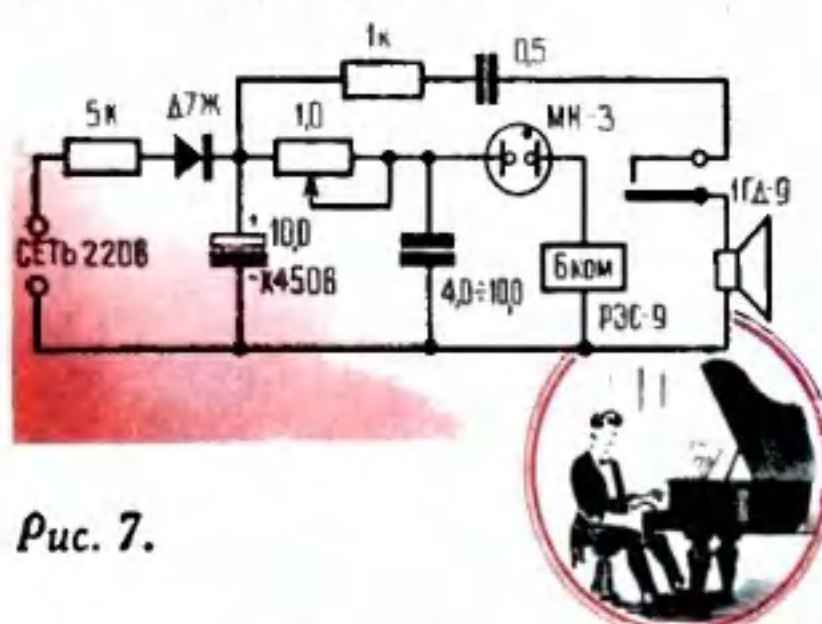 1к
0,5
5к
Д7Ж
1,0
МН-3
1ГД-9
СЕТЬ 220В
+
10,0
-х450В
4,0÷10,0
6ком
РЭС-9
Рис. 7.